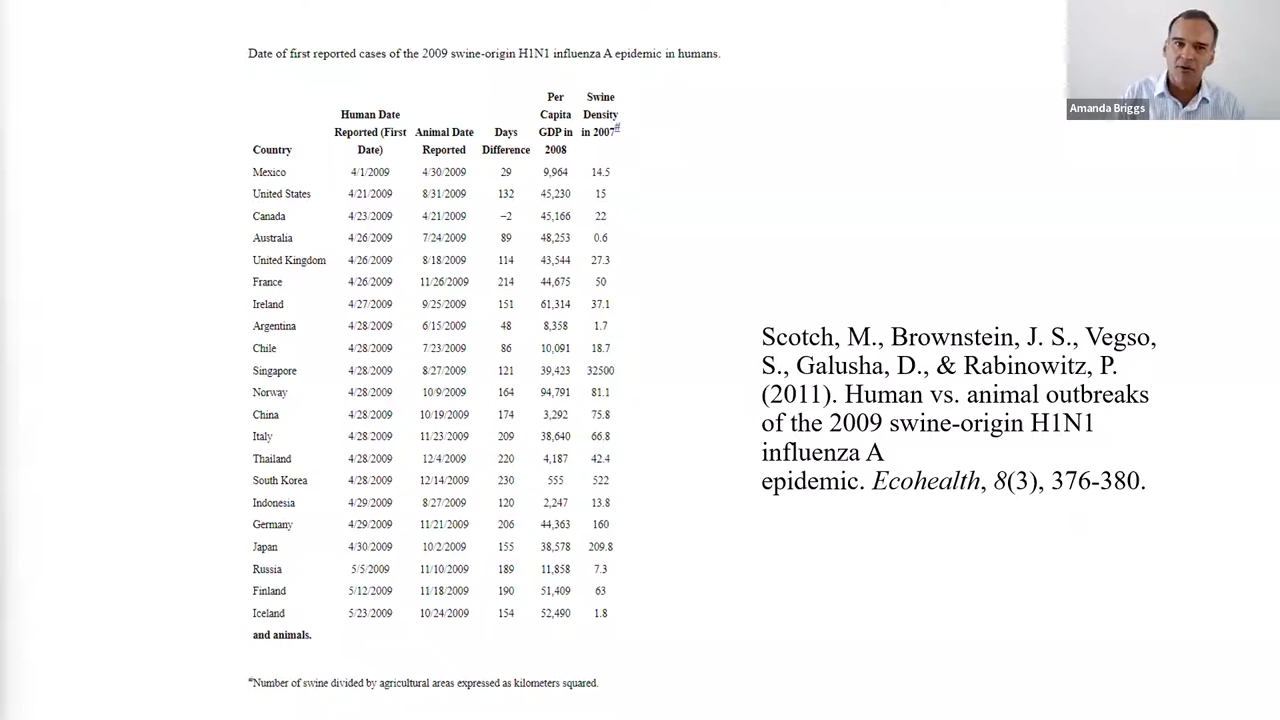 Amanda Briggs
Date of first reported cases of the 2009 swine-origin H1N1 influenza A epidemic in humans.
Country Human Date Reported (First Date) Animal Date Reported Days Difference Per Capita GDP in 2008 Swine Density in 2007#
Mexico 4/1/2009 4/30/2009 29 9,964 14.5
United States 4/21/2009 8/31/2009 132 45,230 15
Canada 4/23/2009 4/21/2009 −2 45,166 22
Australia 4/26/2009 7/24/2009 89 48,253 0.6
United Kingdom 4/26/2009 8/18/2009 114 43,544 27.3
France 4/26/2009 11/26/2009 214 44,675 50
Ireland 4/27/2009 9/25/2009 151 61,314 37.1
Argentina 4/28/2009 6/15/2009 48 8,358 1.7
Chile 4/28/2009 7/23/2009 86 10,091 18.7
Singapore 4/28/2009 8/27/2009 121 39,423 32500
Norway 4/28/2009 10/9/2009 164 94,791 81.1
China 4/28/2009 10/19/2009 174 3,292 75.8
Italy 4/28/2009 11/23/2009 209 38,640 66.8
Thailand 4/28/2009 12/4/2009 220 4,187 42.4
South Korea 4/28/2009 12/14/2009 230 555 522
Indonesia 4/29/2009 8/27/2009 120 2,247 13.8
Germany 4/29/2009 11/21/2009 206 44,363 160
Japan 4/30/2009 10/2/2009 155 38,578 209.8
Russia 5/5/2009 11/10/2009 189 11,858 7.3
Finland 5/12/2009 11/18/2009 190 51,409 63
Iceland 5/23/2009 10/24/2009 154 52,490 1.8
and animals.
#Number of swine divided by agricultural areas expressed as kilometers squared.
Scotch, M., Brownstein, J. S., Vegso,
S., Galusha, D., & Rabinowitz, P.
(2011). Human vs. animal outbreaks
of the 2009 swine-origin H1N1
influenza A
epidemic. Ecohealth, 8(3), 376-380.